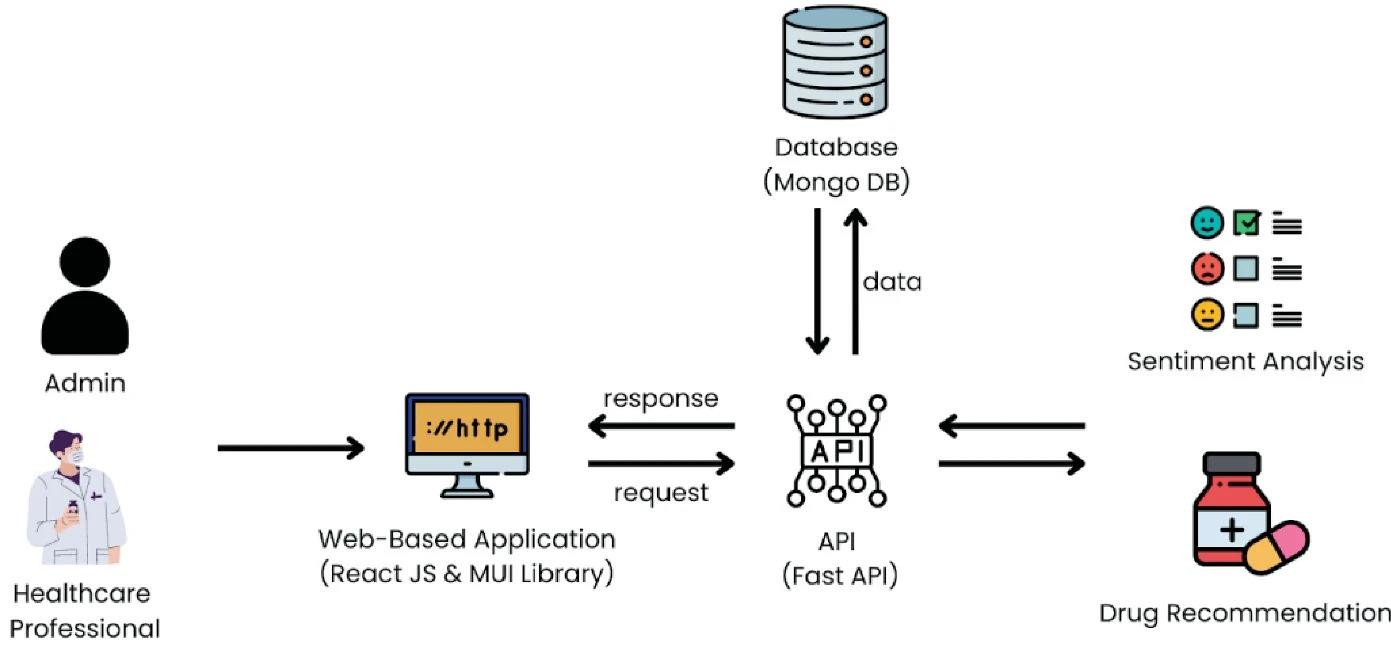 Database
(Mongo DB)
data
Sentiment Analysis
Admin
://http
response
request
API
Web-Based Application
(React JS & MUI Library)
API
(Fast API)
Healthcare
Professional
Drug Recommendation